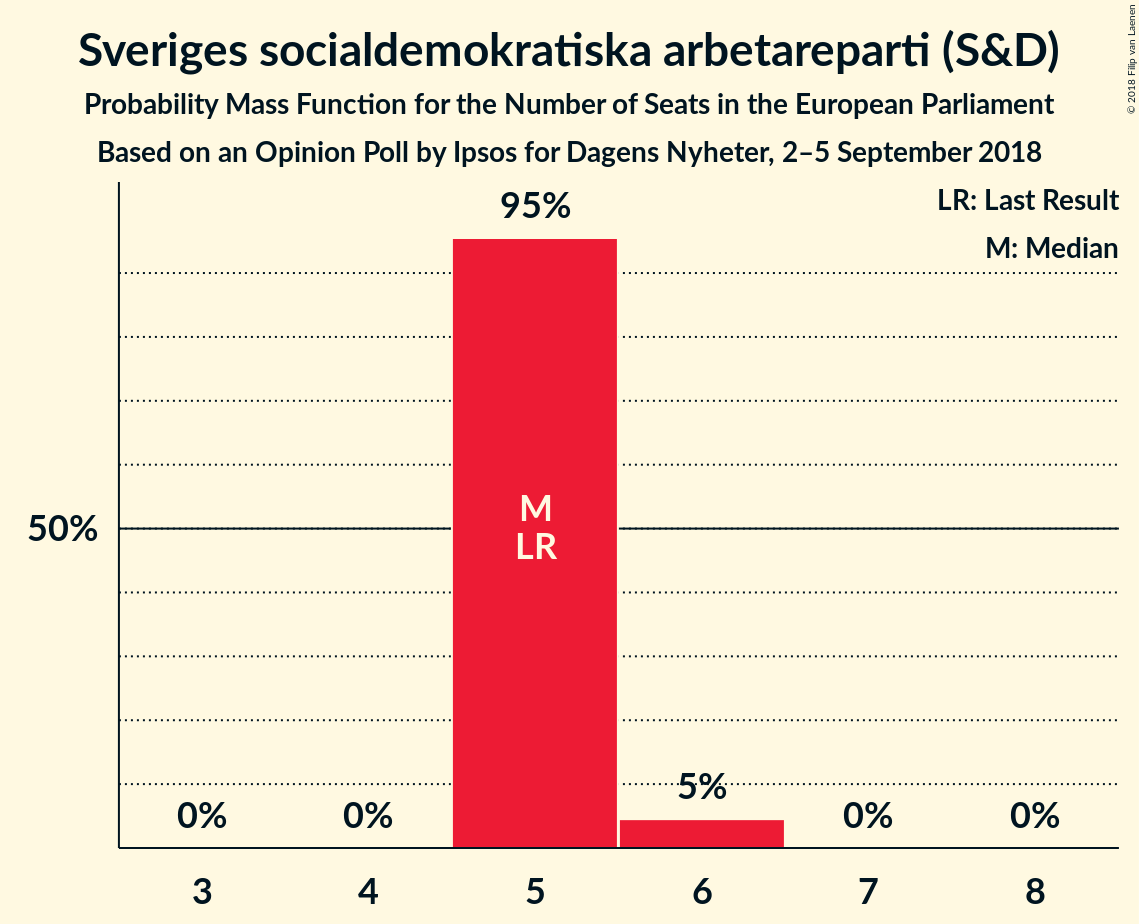 Sveriges socialdemokratiska arbetareparti (S&D)
Probability Mass Function for the Number of Seats in the European Parliament
Based on an Opinion Poll by Ipsos for Dagens Nyheter, 2–5 September 2018
© 2018 Filip van Laenen
LR: Last Result
M: Median
95%
50%
M
LR
0%
0%
5%
0%
0%
3
4
5
6
7
8